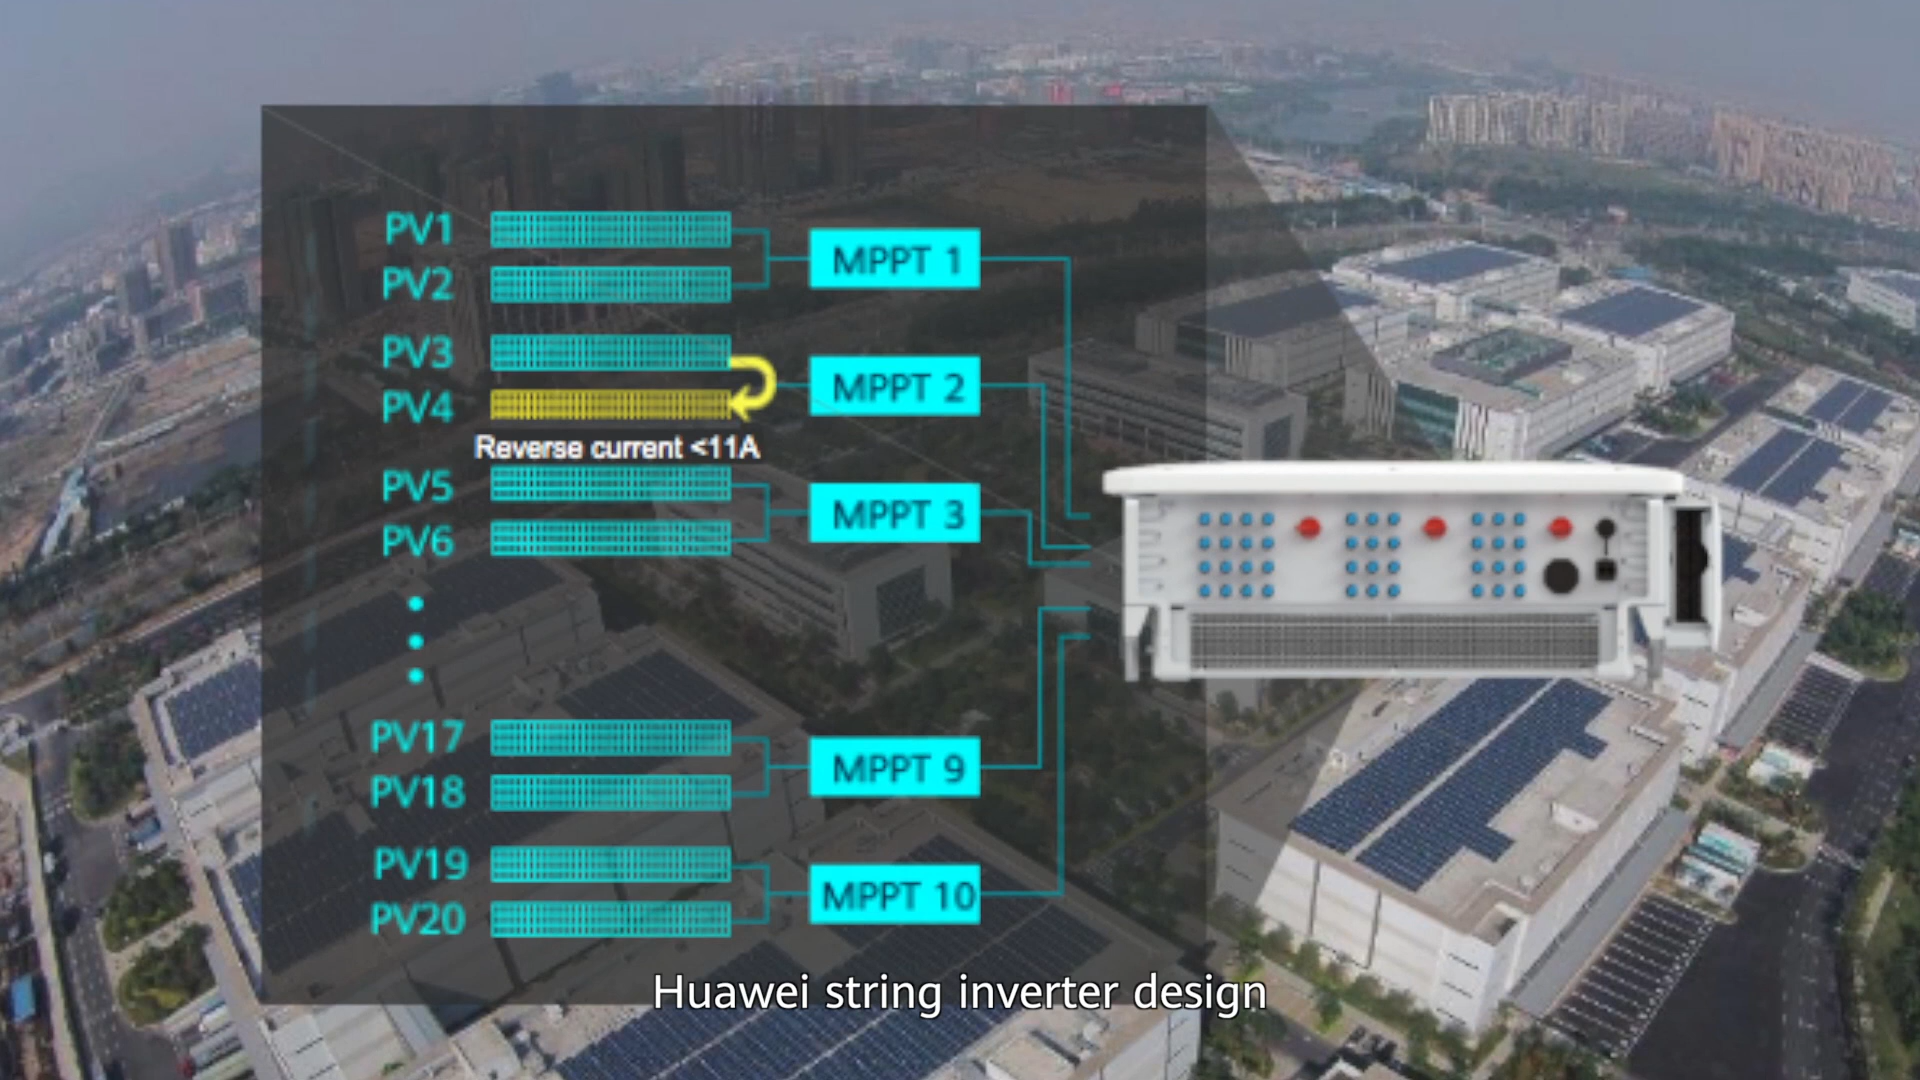 PV1
PV2
MPPT 1
PV3
PV4
MPPT 2
Reverse current <11A
PV5
PV6
MPPT 3
PV17
PV18
MPPT 9
PV19
PV20
MPPT 10
Huawei string inverter design